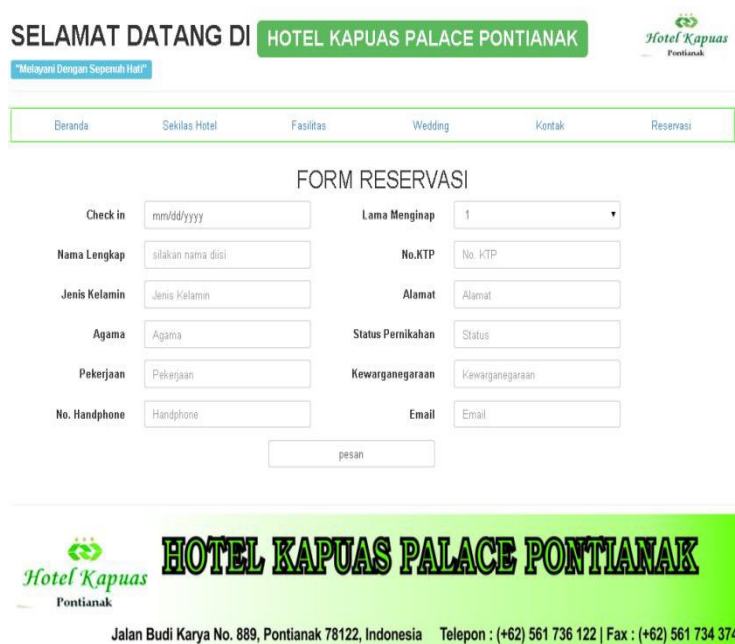 SELAMAT DATANG DI HOTEL KAPUAS PALACE PONTIANAK
Hotel Kapuas
Pontianak
"Melayani Dengan Sepenuh Hati"
Beranda Sekilas Hotel Fasilitas Wedding Kontak Reservasi
FORM RESERVASI
Check in mm/dd/yyyy Lama Menginap 1
Nama Lengkap silakan nama diisi No.KTP No. KTP
Jenis Kelamin Jenis Kelamin Alamat Alamat
Agama Agama Status Pernikahan Status
Pekerjaan Pekerjaan Kewarganegaraan Kewarganegaraan
No. Handphone Handphone Email Email
pesan
HOTEL KAPUAS PALACE PONTIANAK
Hotel Kapuas
Pontianak
Jalan Budi Karya No. 889, Pontianak 78122, Indonesia Telepon : (+62) 561 736 122 | Fax : (+62) 561 734 374